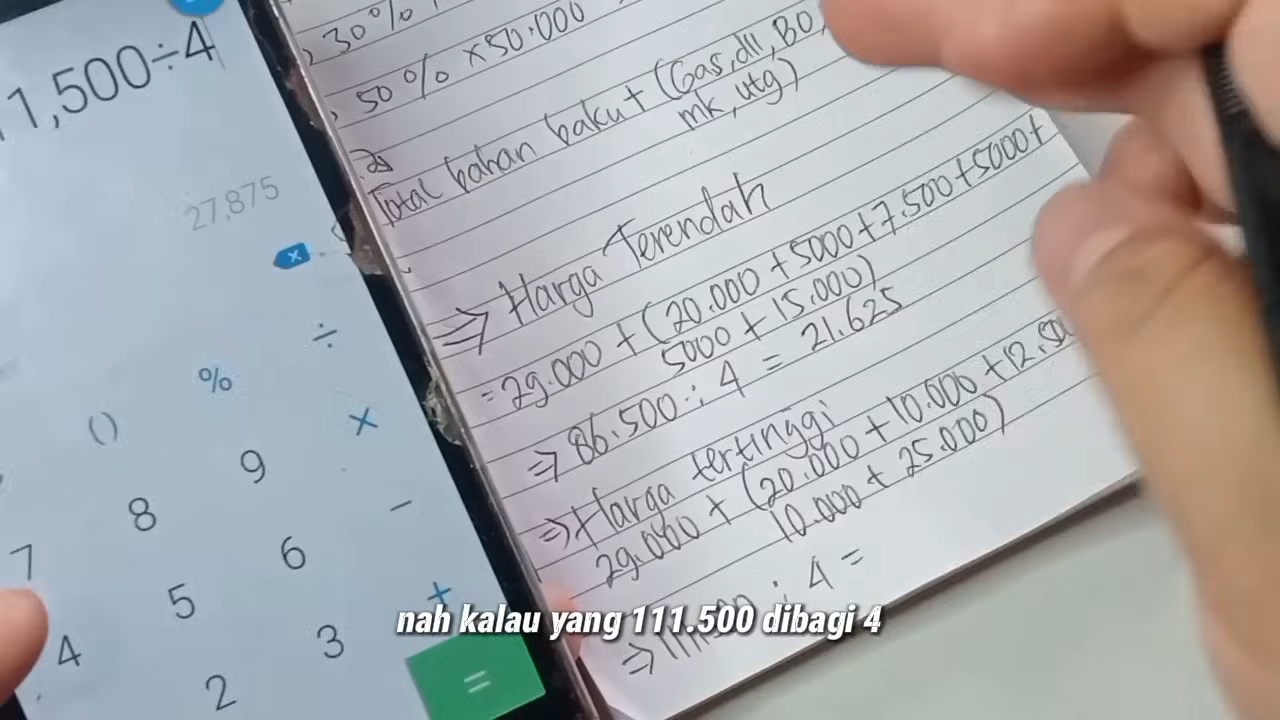 11,500÷4
27.875
÷
%
()
×
9
8
−
7
6
5
+
4
3
2
=
30%
50% × 50.000
Total bahan baku + (Gas, dll, BO,
mk, utg)
⇒ Harga Terendah
= 29.000 + (20.000 + 5000 + 7.500 + 5000 +
5000 + 15.000)
⇒ 86.500 ÷ 4 = 21.625
⇒ Harga tertinggi
29.000 + (20.000 + 10.000 + 12.50
10.000 + 25.000)
⇒ 111.500 ÷ 4 =
nah kalau yang 111.500 dibagi 4